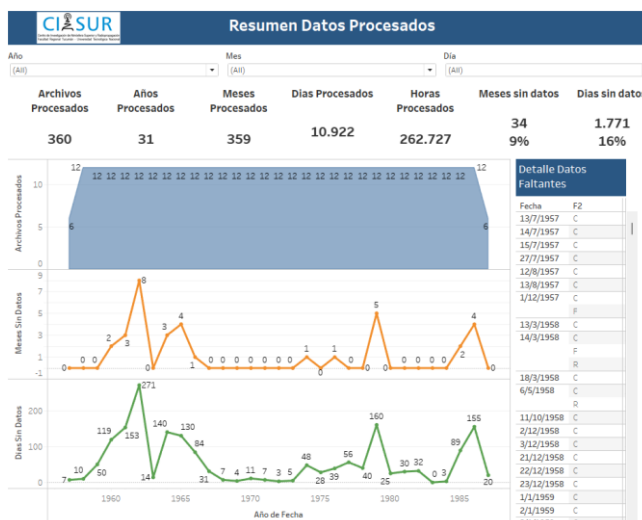 CIASUR
Resumen Datos Procesados
Año
Mes
Día
(All)
(All)
(All)
Archivos Procesados
Años Procesados
Meses Procesados
Dias Procesados
Horas Procesados
Meses sin datos
Dias sin dato
360
31
359
10.922
262.727
34
9%
1.771
16%
Archivos Procesados
10
5
0
6
12
12 12 12 12 12 12 12 12 12 12 12 12 12 12 12 12 12 12 12 12 12 12 12 12 12 12 12
12
6
Meses Sin Datos
9
7
5
3
1
-1
0 0 0 2 3 8 0 3 4 1 0 0 0 0 0 0 0 1 0 1 0 0 5 0 0 0 0 0 2 4 0
Dias Sin Datos
200
100
0
7 10 50 119 153 271 14 140 130 84 31 7 4 11 7 3 5 48 28 39 56 40 160 25 30 32 0 3 89 155 20
1960
1965
1970
1975
1980
1985
Año de Fecha
Detalle Datos Faltantes
Fecha F2
13/7/1957 C
14/7/1957 C
15/7/1957 C
27/7/1957 C
12/8/1957 C
13/8/1957 C
1/12/1957 C
F
13/3/1958 C
14/3/1958 C
F
R
18/3/1958 C
6/5/1958 C
R
11/10/1958 C
2/12/1958 C
3/12/1958 C
21/12/1958 C
22/12/1958 C
23/12/1958 C
1/1/1959 C
2/1/1959 C